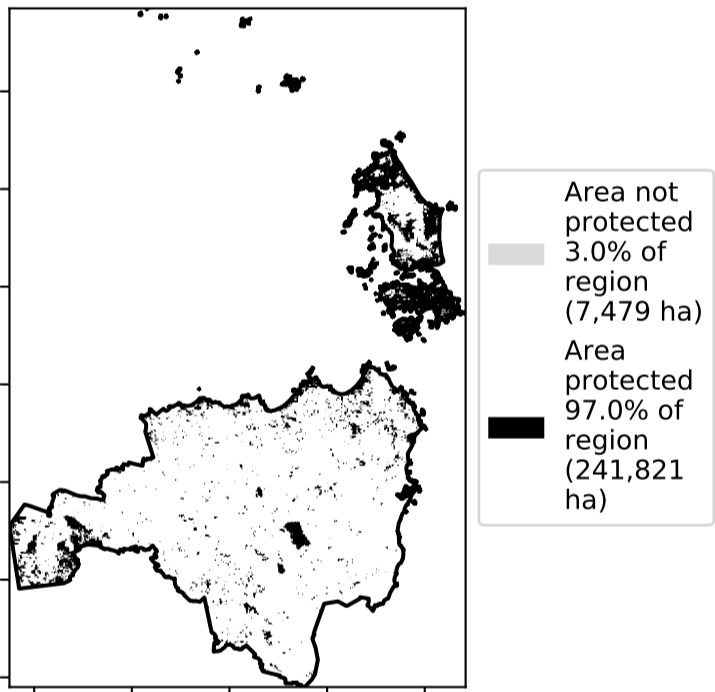 Area not
protected
3.0% of
region
(7,479 ha)
Area
protected
97.0% of
region
(241,821
ha)